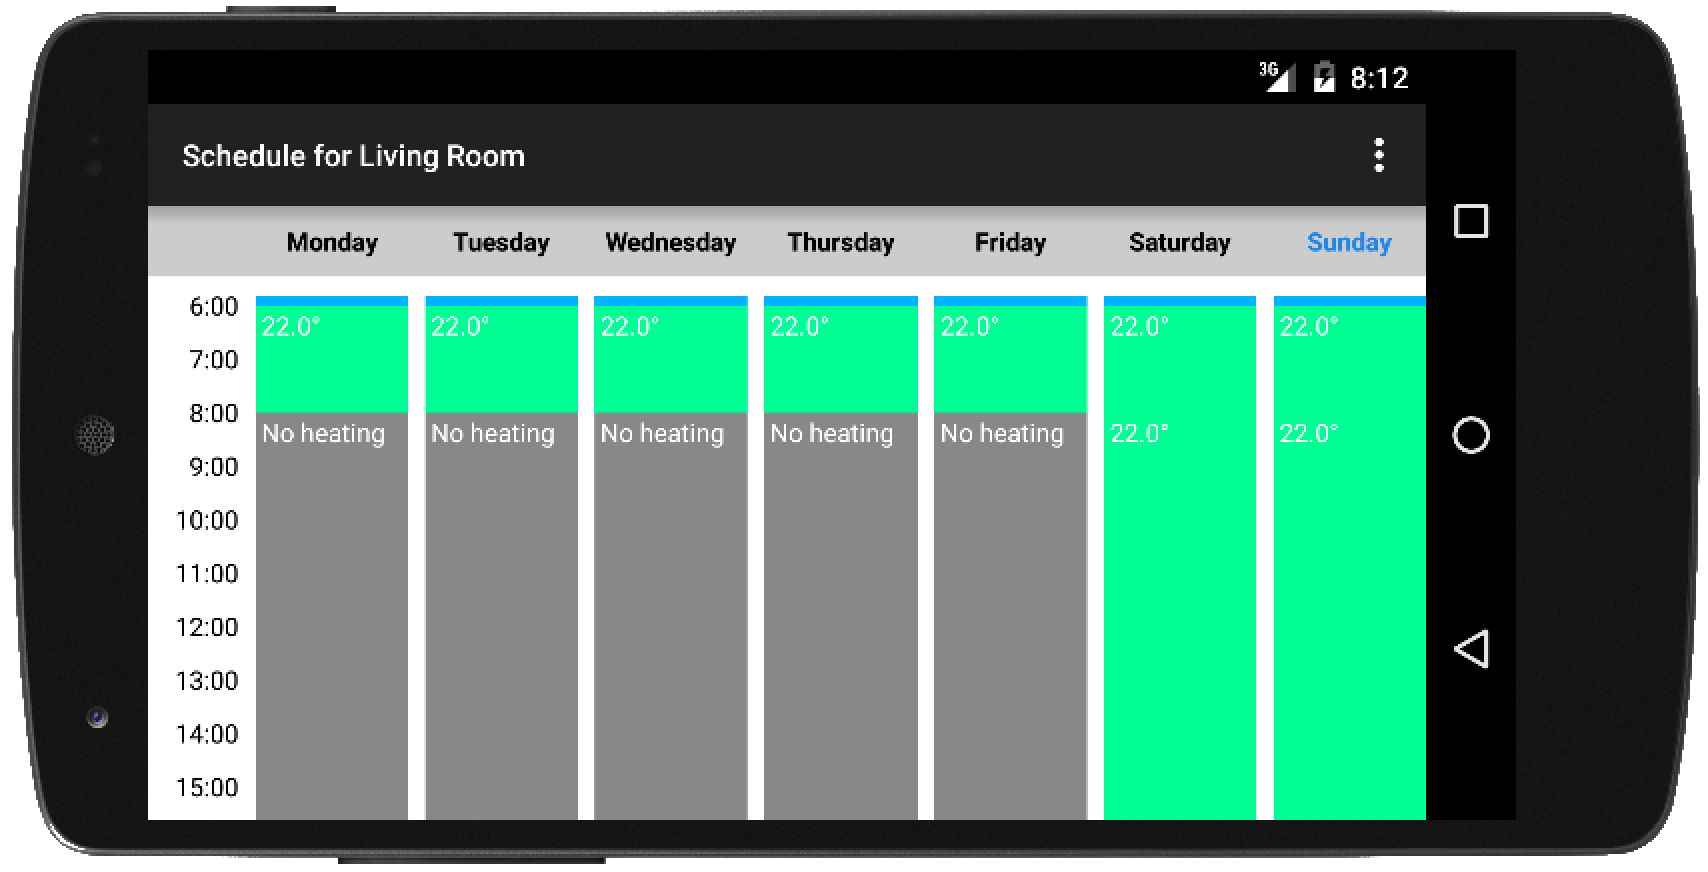 3G 8:12
Schedule for Living Room
Monday Tuesday Wednesday Thursday Friday Saturday Sunday
6:00
22.0° 22.0° 22.0° 22.0° 22.0° 22.0° 22.0°
7:00
8:00
No heating No heating No heating No heating No heating 22.0° 22.0°
9:00
10:00
11:00
12:00
13:00
14:00
15:00